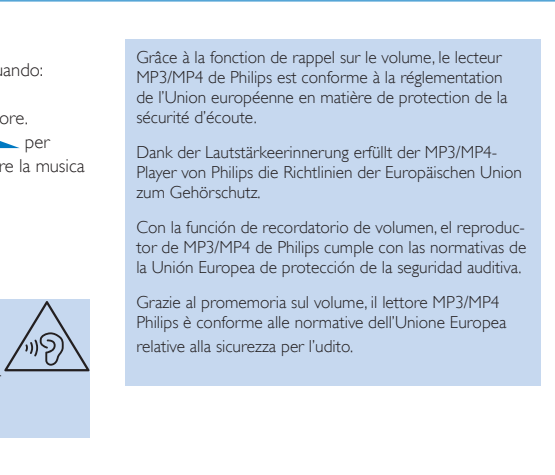 uando:
ore.
per
re la musica
Grâce à la fonction de rappel sur le volume, le lecteur
MP3/MP4 de Philips est conforme à la réglementation
de l'Union européenne en matière de protection de la
sécurité d'écoute.
Dank der Lautstärkeerinnerung erfüllt der MP3/MP4-
Player von Philips die Richtlinien der Europäischen Union
zum Gehörschutz.
Con la función de recordatorio de volumen, el reproduc-
tor de MP3/MP4 de Philips cumple con las normativas de
la Unión Europea de protección de la seguridad auditiva.
Grazie al promemoria sul volume, il lettore MP3/MP4
Philips è conforme alle normative dell'Unione Europea
relative alla sicurezza per l'udito.